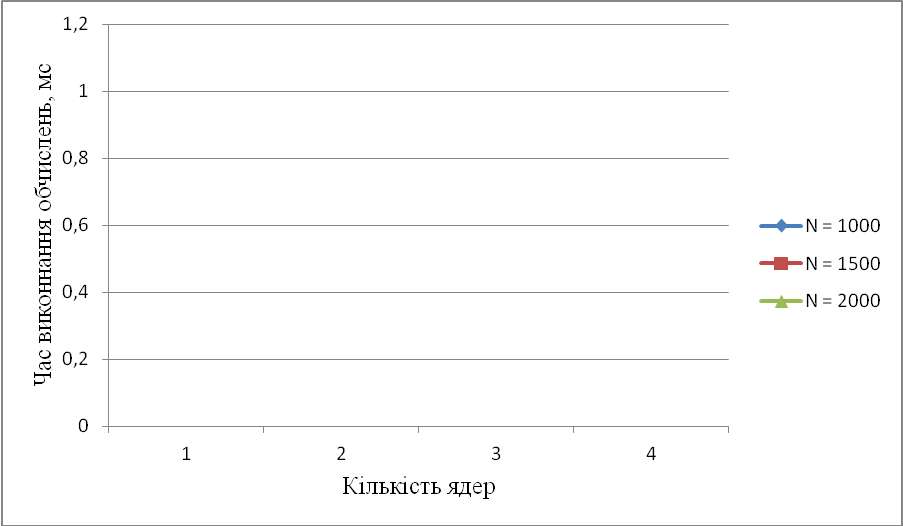 1,2
1
0,8
0,6
0,4
0,2
0
Час виконнання обчислень, мс
1 2 3 4
Кількість ядер
N = 1000
N = 1500
N = 2000